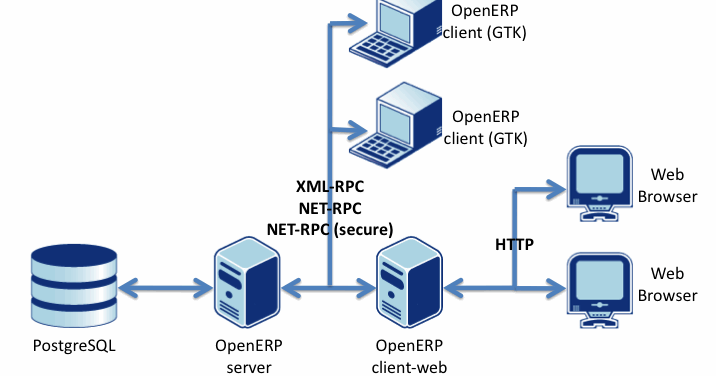 OpenERP
client (GTK)
OpenERP
client (GTK)
XML-RPC
NET-RPC
NET-RPC (secure)
Web
Browser
HTTP
Web
Browser
PostgreSQL
OpenERP
server
OpenERP
client-web